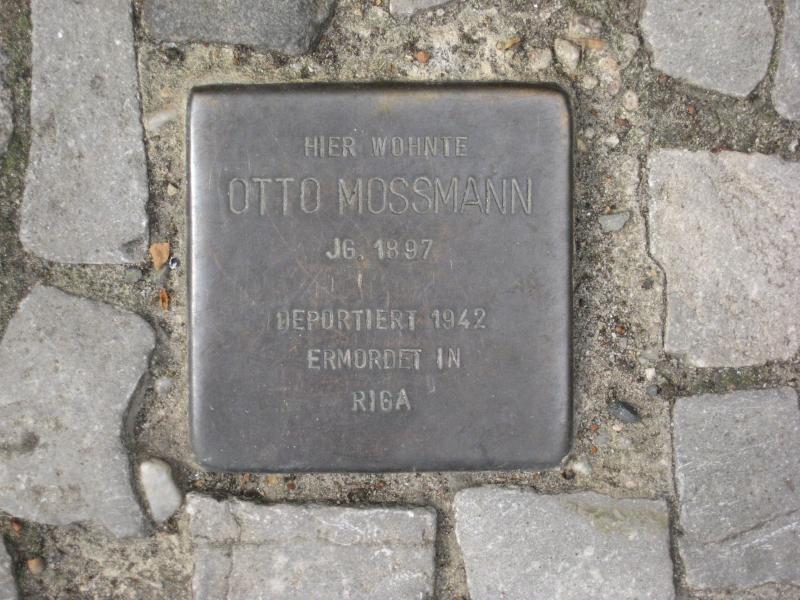 HIER WOHNTE
OTTO MOSSMANN
JG. 1897
DEPORTIERT 1942
ERMORDET IN
RIGA